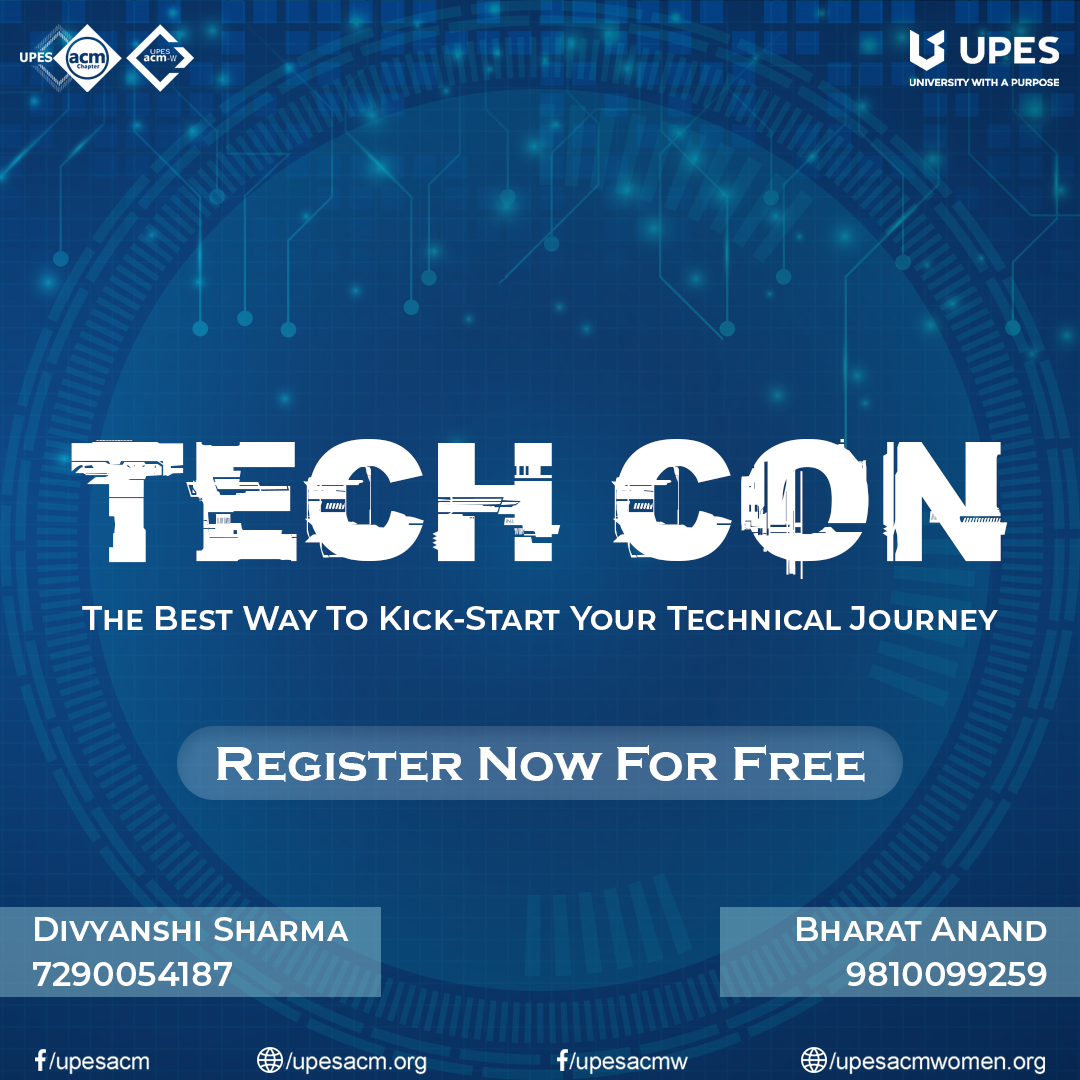 UPES acm Chapter
UPES acm-w
UPES
UNIVERSITY WITH A PURPOSE
TECH CON
The Best Way To Kick-Start Your Technical Journey
Register Now For Free
Divyanshi Sharma
7290054187
Bharat Anand
9810099259
/upesacm
/upesacm.org
/upesacmw
/upesacmwomen.org